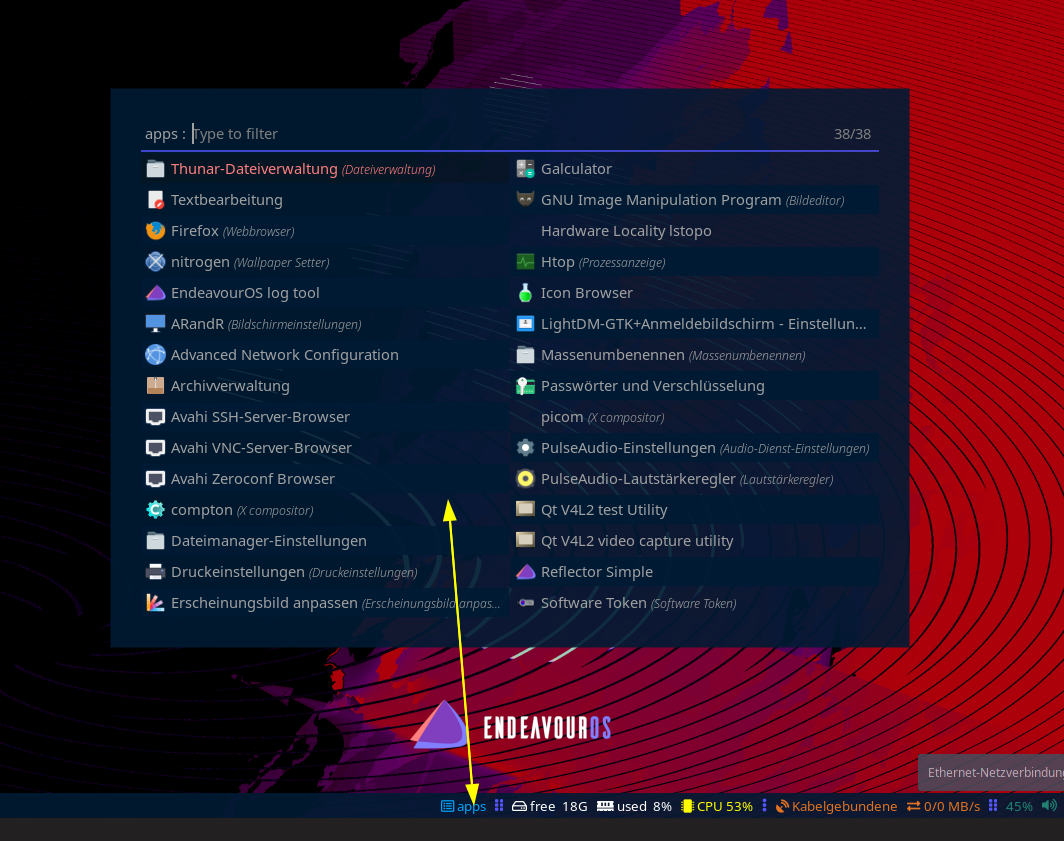 apps : Type to filter 38/38
Thunar-Dateiverwaltung (Dateiverwaltung)
Textbearbeitung
Firefox (Webbrowser)
nitrogen (Wallpaper Setter)
EndeavourOS log tool
ARandR (Bildschirmeinstellungen)
Advanced Network Configuration
Archivverwaltung
Avahi SSH-Server-Browser
Avahi VNC-Server-Browser
Avahi Zeroconf Browser
compton (X compositor)
Dateimanager-Einstellungen
Druckeinstellungen (Druckeinstellungen)
Erscheinungsbild anpassen (Erscheinungsbild anpas...
Galculator
GNU Image Manipulation Program (Bildeditor)
Hardware Locality lstopo
Htop (Prozessanzeige)
Icon Browser
LightDM-GTK+Anmeldebildschirm - Einstellun...
Massenumbenennen (Massenumbenennen)
Passwörter und Verschlüsselung
picom (X compositor)
PulseAudio-Einstellungen (Audio-Dienst-Einstellungen)
PulseAudio-Lautstärkeregler (Lautstärkeregler)
Qt V4L2 test Utility
Qt V4L2 video capture utility
Reflector Simple
Software Token (Software Token)
ENDEAVOUROS
Ethernet-Netzverbindung
apps free 18G used 8% CPU 53% Kabelgebundene 0/0 MB/s 45%